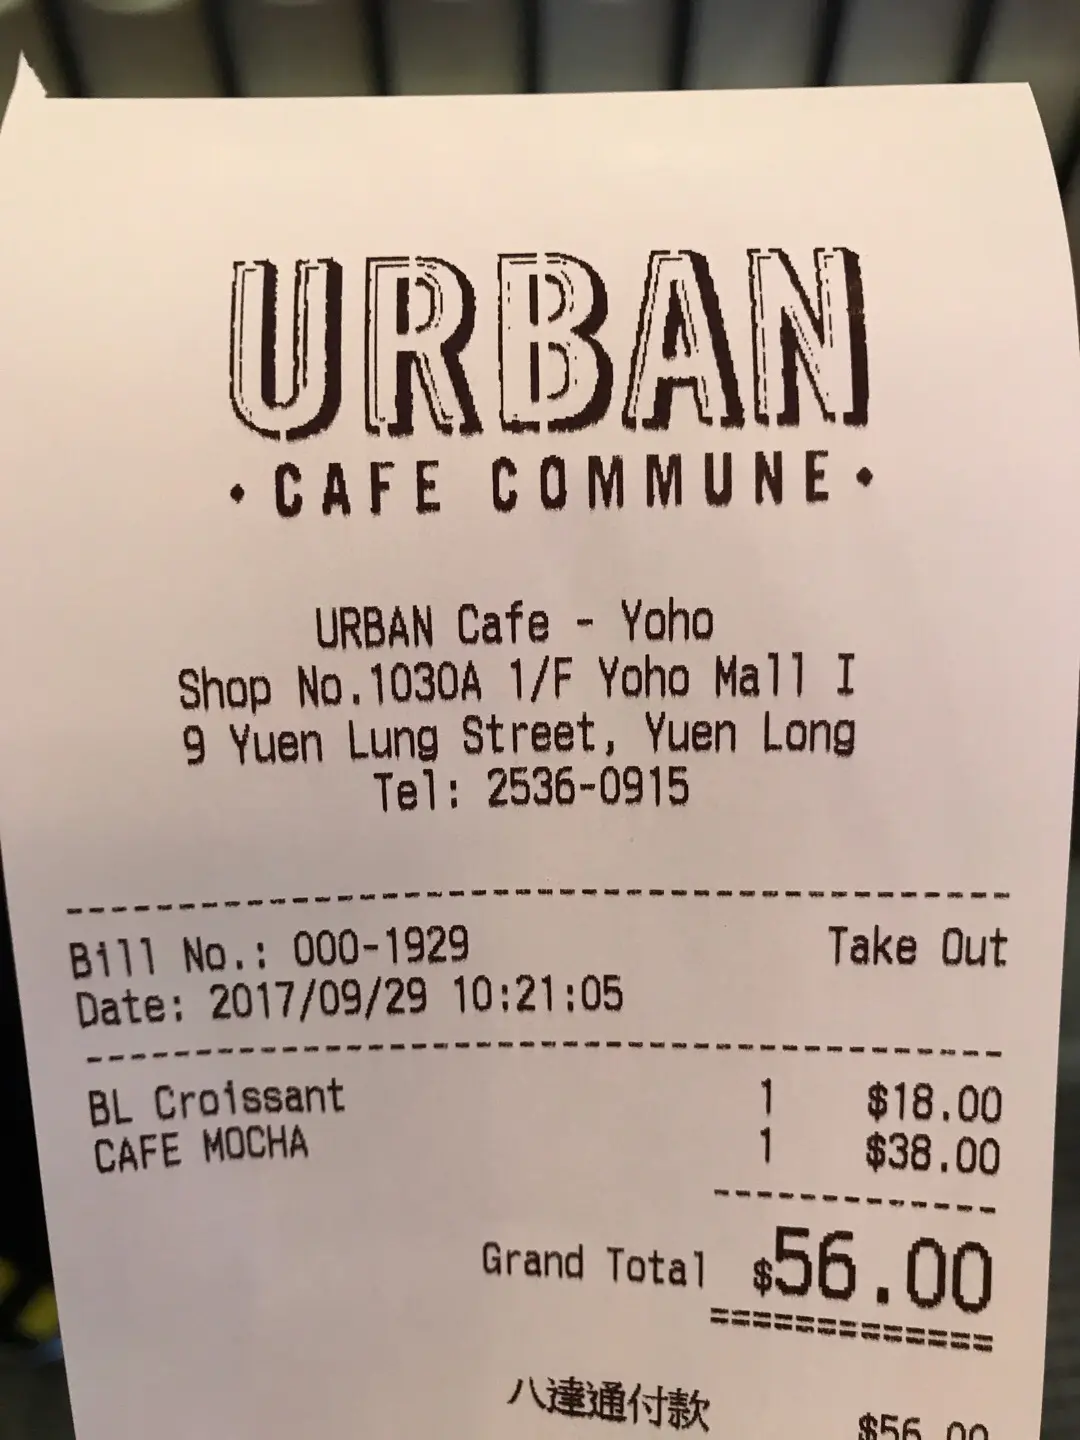 URBAN
• CAFE COMMUNE •
URBAN Cafe - Yoho
Shop No.1030A 1/F Yoho Mall I
9 Yuen Lung Street, Yuen Long
Tel: 2536-0915
Bill No.: 000-1929 Take Out
Date: 2017/09/29 10:21:05
BL Croissant 1 $18.00
CAFE MOCHA 1 $38.00
Grand Total $56.00
八達通付款 $56.00